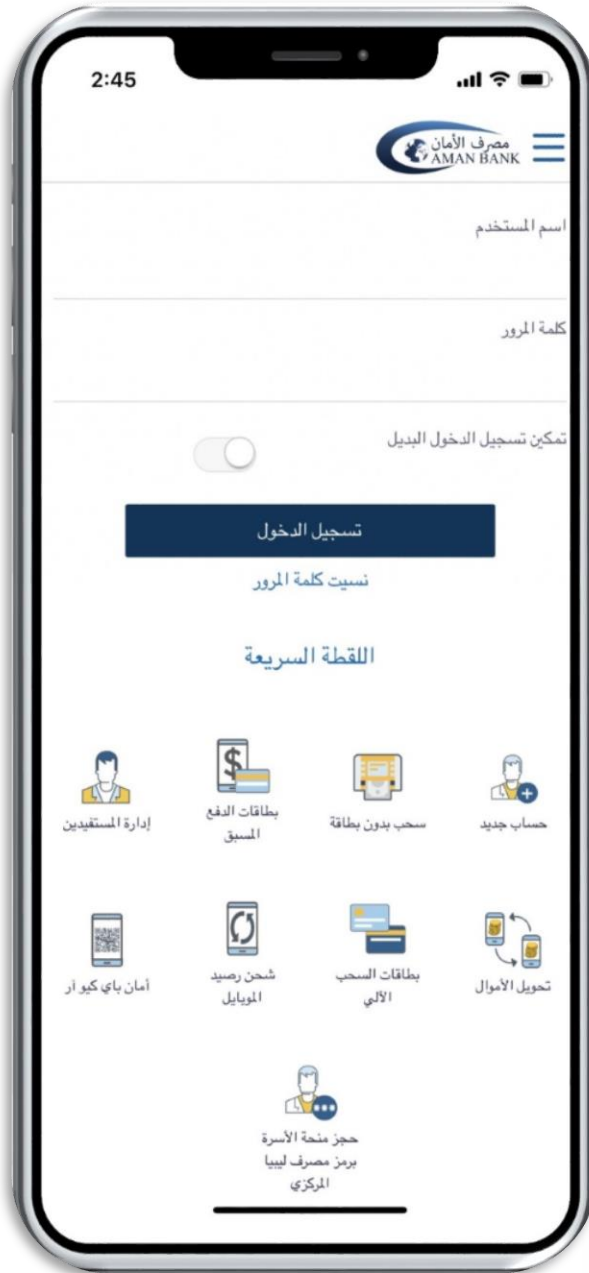 2:45
مصرف الأمان
AMAN BANK
اسم المستخدم
كلمة المرور
تمكين تسجيل الدخول البديل
تسجيل الدخول
نسيت كلمة المرور
اللقطة السريعة
حساب جديد
سحب بدون بطاقة
بطاقات الدفع
المسبق
إدارة المستفيدين
تحويل الأموال
بطاقات السحب
الآلي
شحن رصيد
الموبايل
أمان باي كيو آر
حجز منحة الأسرة
برمز مصرف ليبيا
المركزي